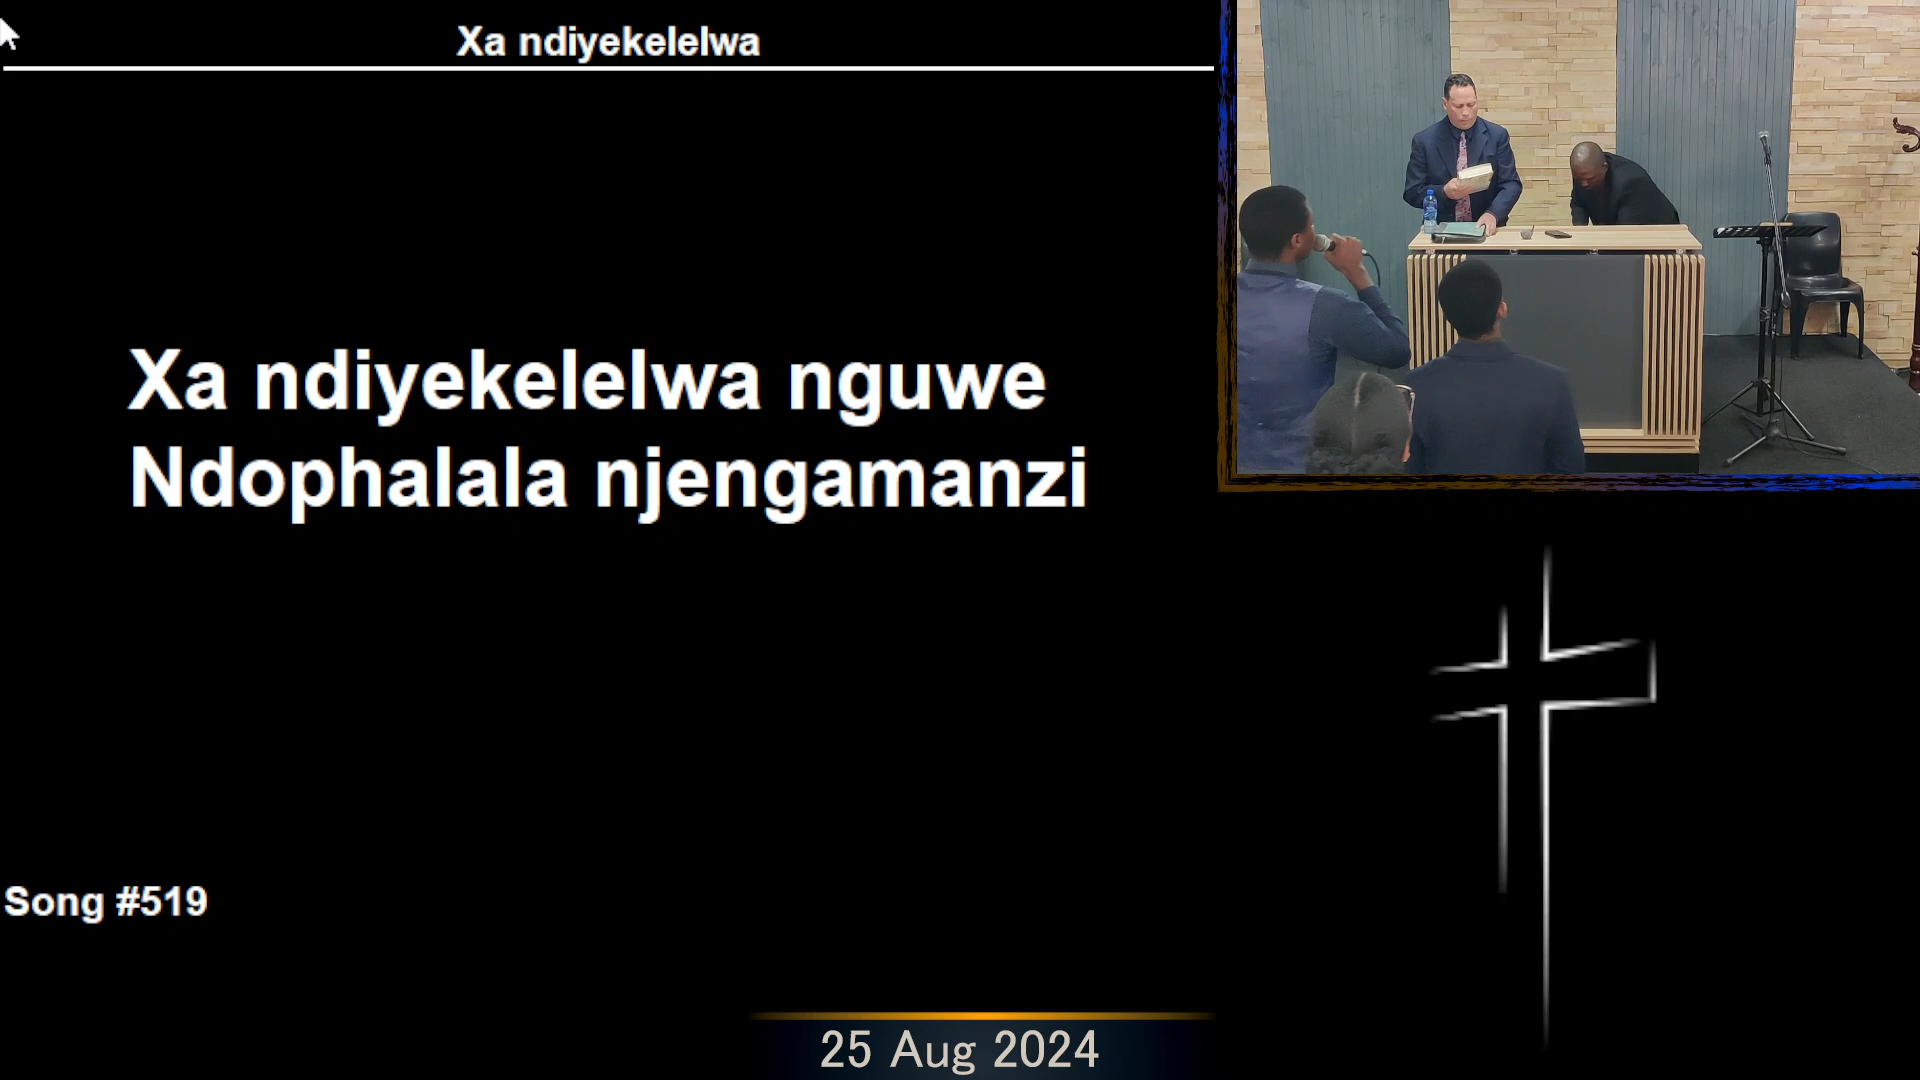 Xa ndiyekelelwa
Xa ndiyekelelwa nguwe
Ndophalala njengamanzi
Song #519
25 Aug 2024